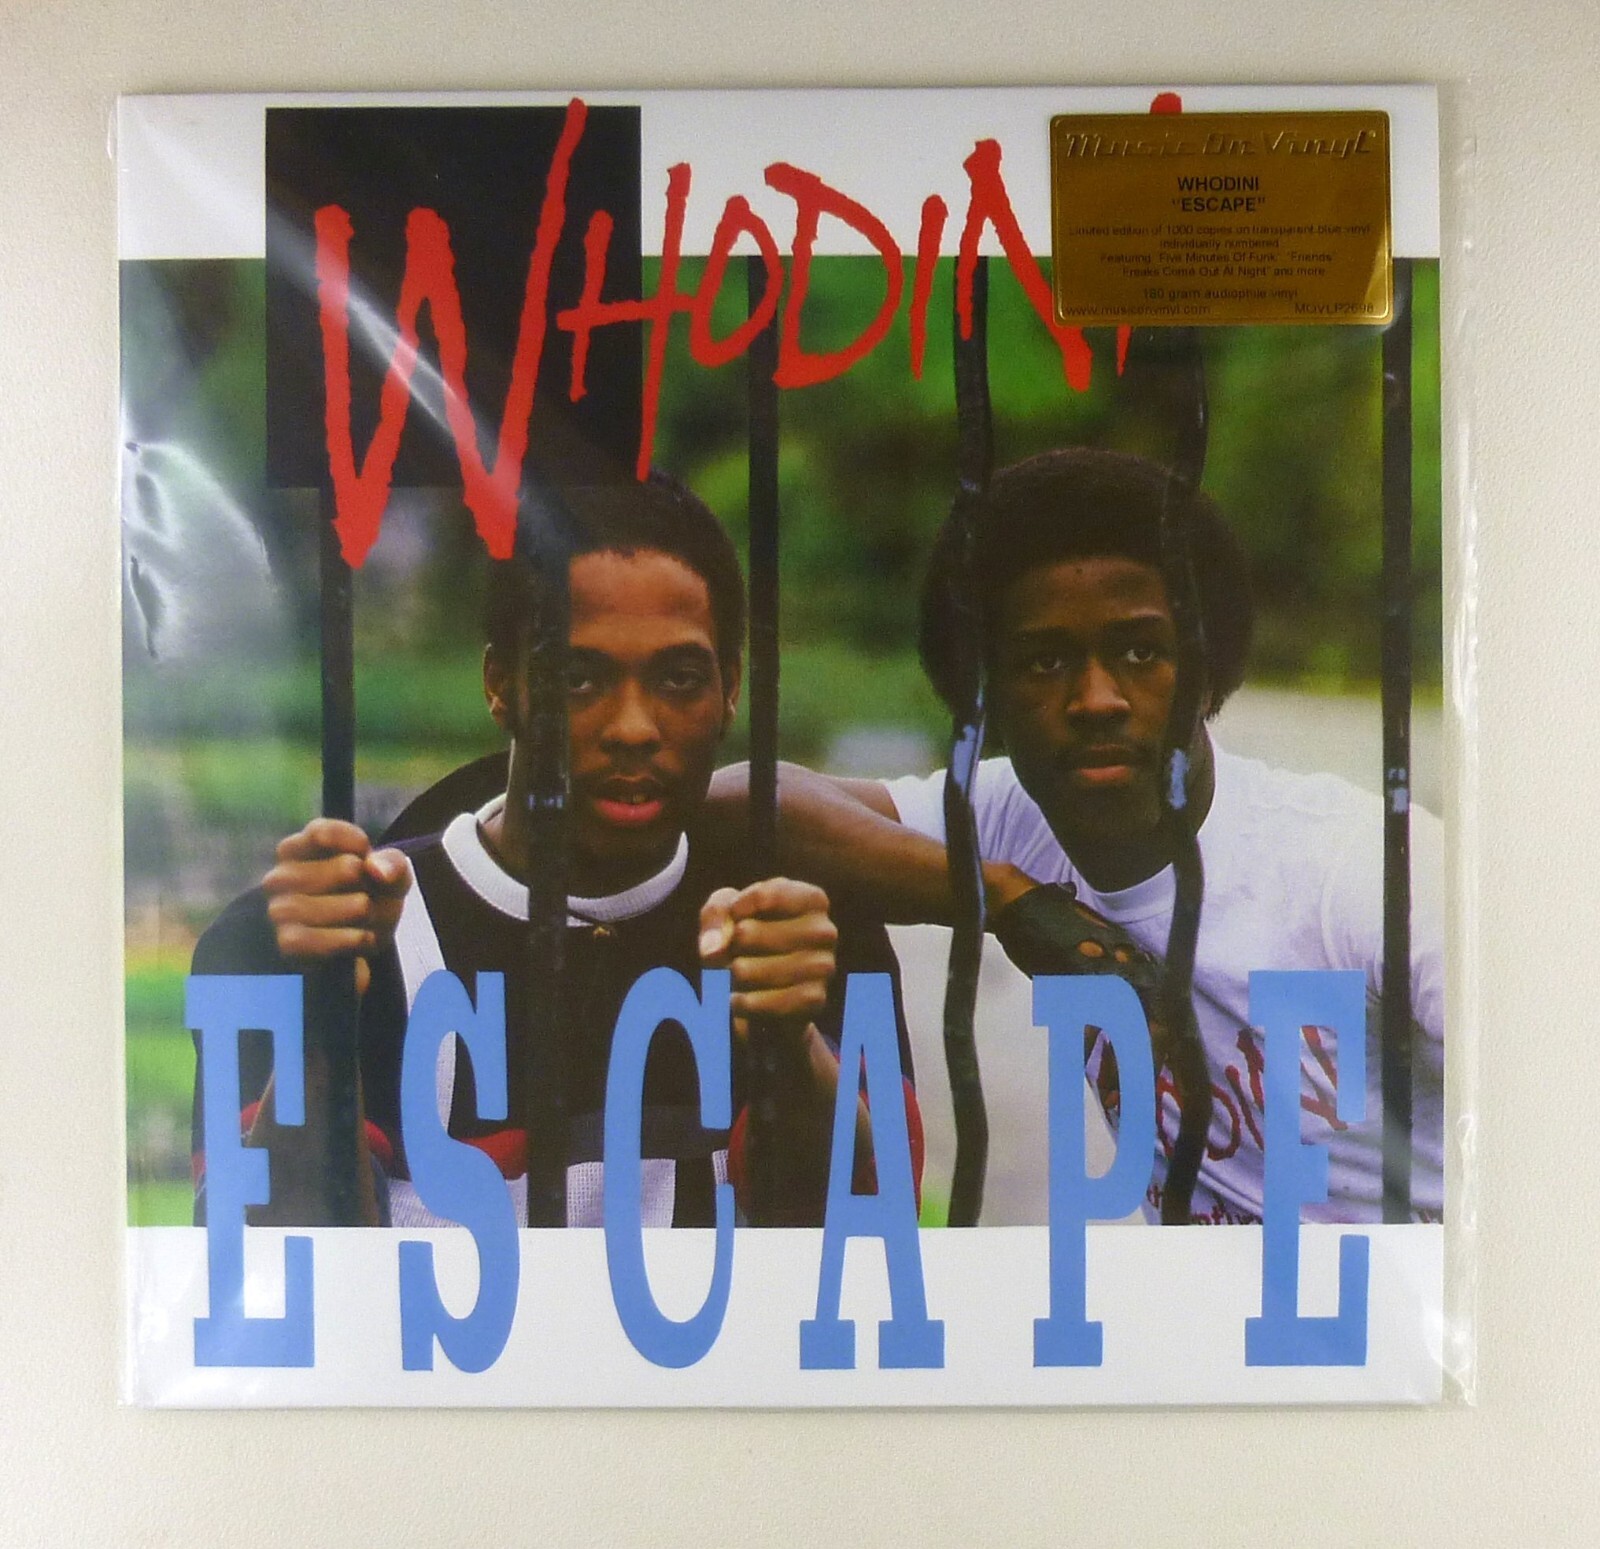 WHODINI
Music On Vinyl
WHODINI
"ESCAPE"
Limited edition of 1000 copies on transparent blue vinyl
individually numbered
Featuring "Five Minutes Of Funk" "Friends"
"Freaks Come Out At Night" and more
180 gram audiophile vinyl
www.musiconvinyl.com MOVLP2698
ESCAPE